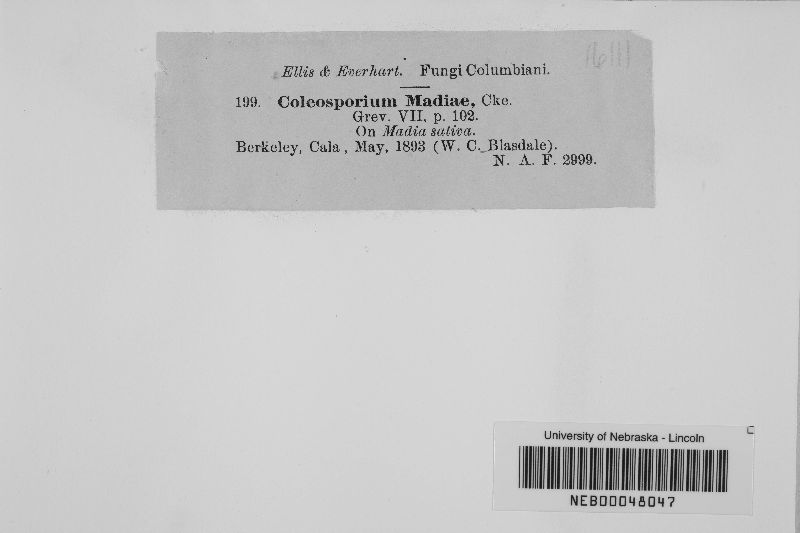 Ellis & Everhart. Fungi Columbiani.
199. Coleosporium Madiae, Cke.
Grev. VII, p. 102.
On Madia sativa.
Berkeley, Cala, May, 1893 (W. C. Blasdale).
N. A. F. 2999.
University of Nebraska - Lincoln
NEB00048047